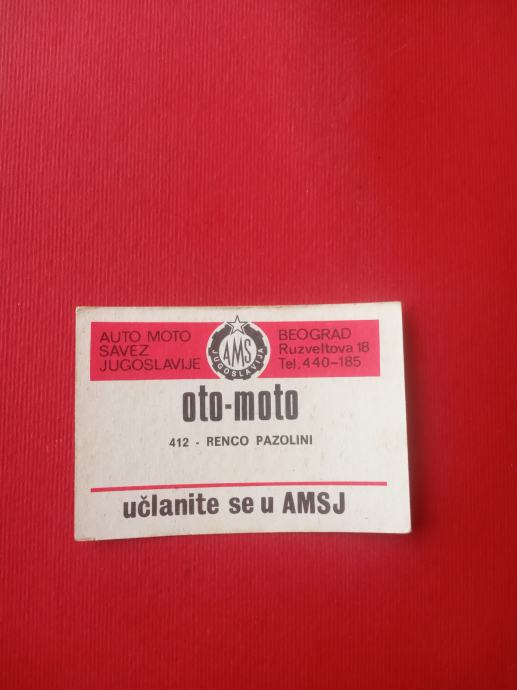 AUTO MOTO
SAVEZ
JUGOSLAVIJE
AMS
JUGOSLAVIJA
BEOGRAD
Ruzveltova 18
Tel. 440-185
oto-moto
412 - RENCO PAZOLINI
učlanite se u AMSJ